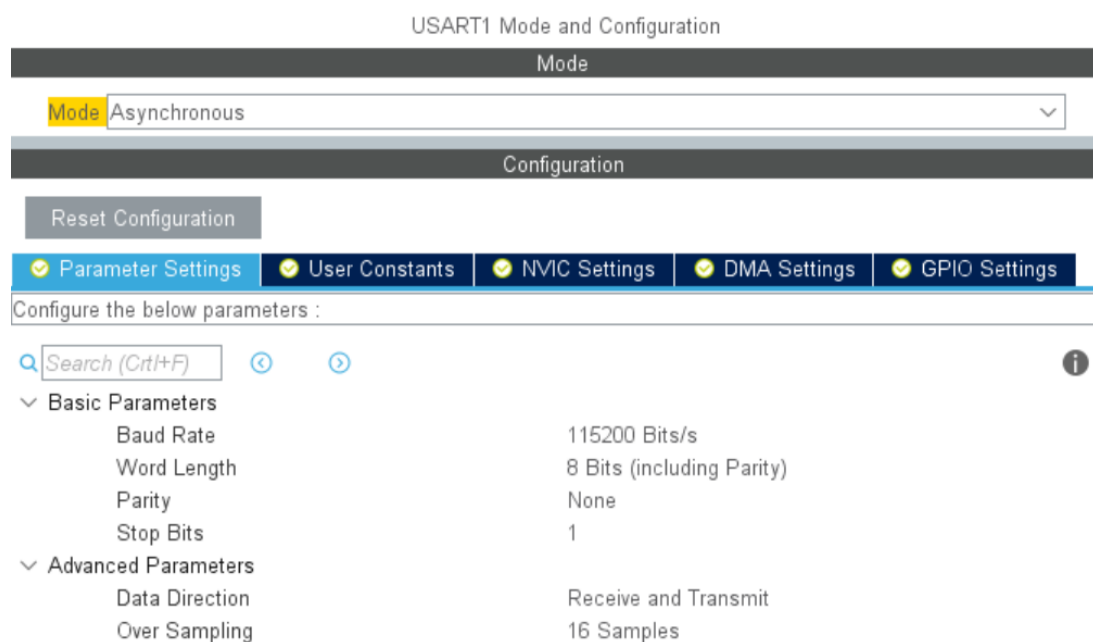 USART1 Mode and Configuration
Mode
Mode Asynchronous
Configuration
Reset Configuration
Parameter Settings User Constants NVIC Settings DMA Settings GPIO Settings
Configure the below parameters :
Search (Crtl+F)
Basic Parameters
Baud Rate 115200 Bits/s
Word Length 8 Bits (including Parity)
Parity None
Stop Bits 1
Advanced Parameters
Data Direction Receive and Transmit
Over Sampling 16 Samples